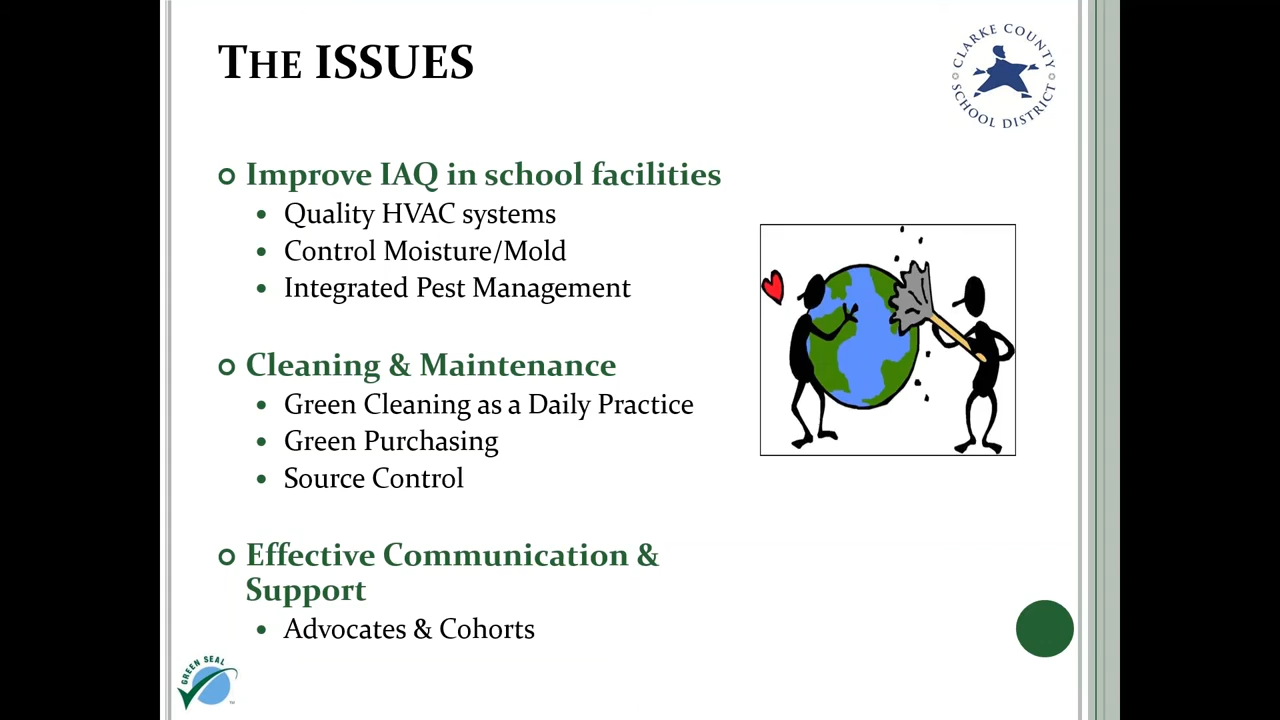 THE ISSUES
CLARKE COUNTY
SCHOOL DISTRICT
Improve IAQ in school facilities
Quality HVAC systems
Control Moisture/Mold
Integrated Pest Management
Cleaning & Maintenance
Green Cleaning as a Daily Practice
Green Purchasing
Source Control
Effective Communication &
Support
Advocates & Cohorts
GREEN SEAL